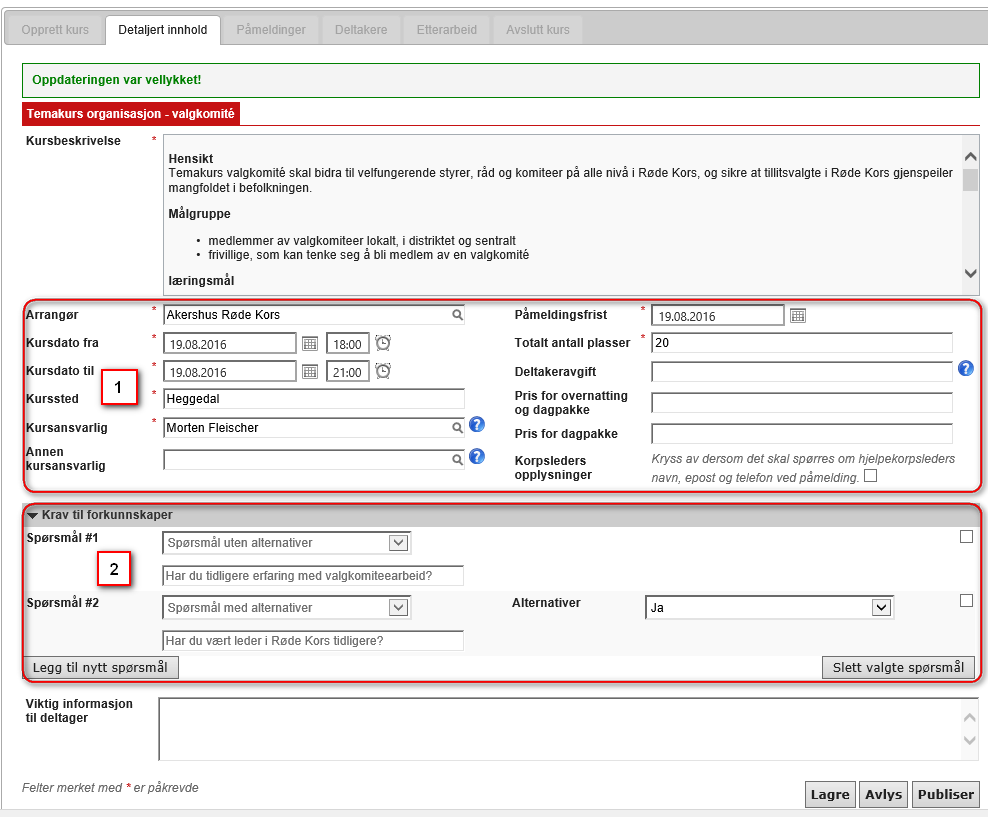 Opprett kurs Detaljert innhold Påmeldinger Deltakere Etterarbeid Avslutt kurs
Oppdateringen var vellykket!
Temakurs organisasjon - valgkomité
Kursbeskrivelse *
Hensikt
Temakurs valgkomité skal bidra til velfungerende styrer, råd og komiteer på alle nivå i Røde Kors, og sikre at tillitsvalgte i Røde Kors gjenspeiler
mangfoldet i befolkningen.
Målgruppe
• medlemmer av valgkomiteer lokalt, i distriktet og sentralt
• frivillige, som kan tenke seg å bli medlem av en valgkomité
læringsmål
Arrangør * Akershus Røde Kors
Kursdato fra * 19.08.2016 18:00
Kursdato til * 19.08.2016 21:00
1
Kurssted * Heggedal
Kursansvarlig * Morten Fleischer ?
Annen
kursansvarlig ?
Påmeldingsfrist * 19.08.2016
Totalt antall plasser * 20
Deltakeravgift ?
Pris for overnatting
og dagpakke
Pris for dagpakke
Korpsleders
opplysninger
Kryss av dersom det skal spørres om hjelpekorpsleders
navn, epost og telefon ved påmelding.
Krav til forkunnskaper
Spørsmål #1 Spørsmål uten alternativer
2
Har du tidligere erfaring med valgkomiteearbeid?
Spørsmål #2 Spørsmål med alternativer Alternativer Ja
Har du vært leder i Røde Kors tidligere?
Legg til nytt spørsmål Slett valgte spørsmål
Viktig informasjon
til deltager
Felter merket med * er påkrevde
Lagre Avlys Publiser